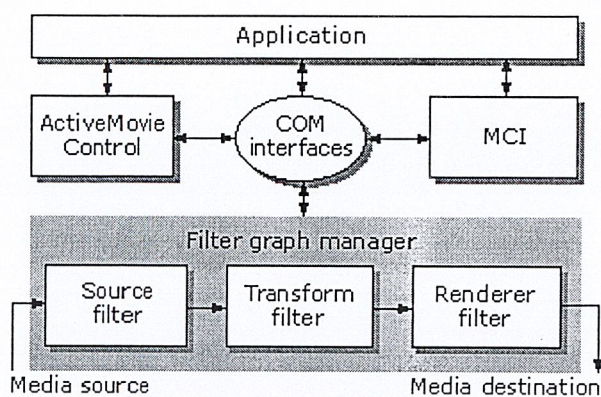 Application
ActiveMovie
Control
COM
interfaces
MCI
Filter graph manager
Source
filter
Transform
filter
Renderer
filter
Media source
Media destination